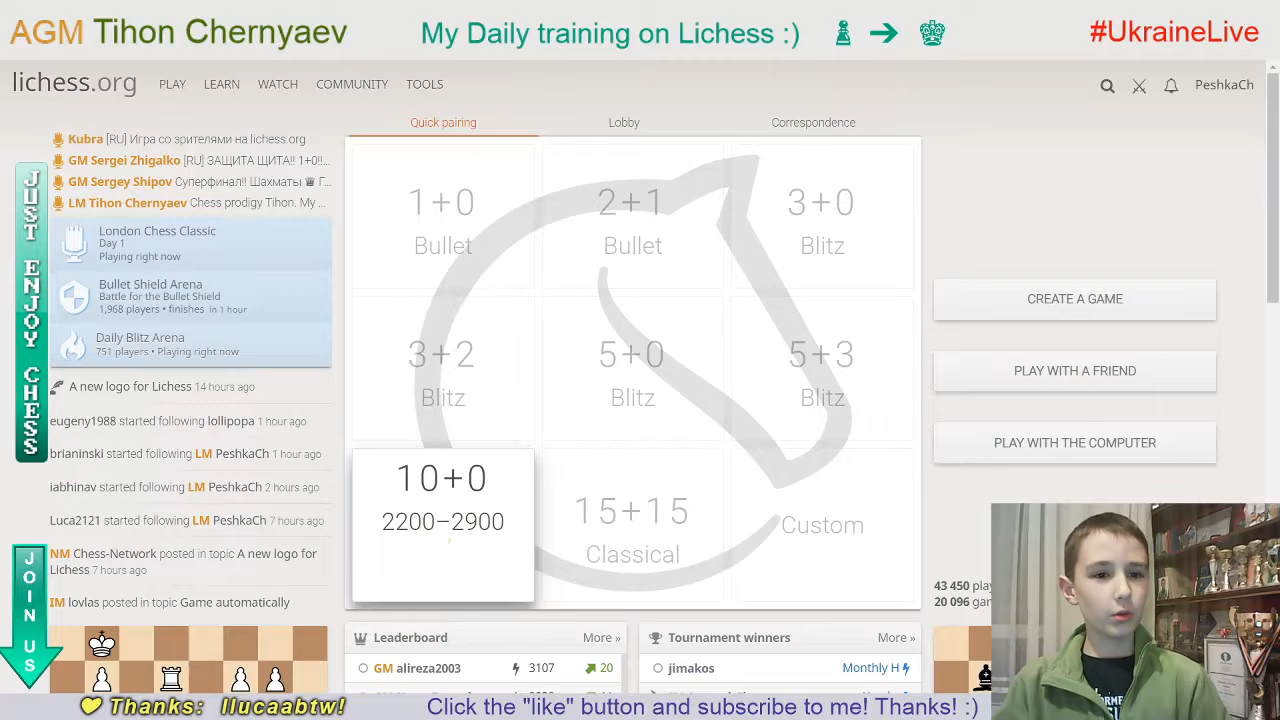 AGM Tihon Chernyaev
My Daily training on Lichess :)
#UkraineLive
lichess.org
PLAY
LEARN
WATCH
COMMUNITY
TOOLS
PeshkaCh
Kubra [RU] Игра со зрителями на lichess.org
GM Sergei Zhigalko [RU] ЗАЩИТА ЩИТА!! 1+0!!...
GM Sergey Shipov Суперфинал!! Шахматы ♛ Г...
LM Tihon Chernyaev Chess prodigy Tihon. My ...
JUST ENJOY CHESS
London Chess Classic
Day 1
Playing right now
Bullet Shield Arena
Battle for the Bullet Shield
1,968 players • finishes in 1 hour
Daily Blitz Arena
751 players • Playing right now
A new logo for Lichess 14 hours ago
eugeny1988 started following lollipopa 1 hour ago
brianinski started following LM PeshkaCh 1 hour ago
iabhinav started following LM PeshkaCh 2 hours ago
Luca2121 started following LM PeshkaCh 7 hours ago
NM Chess-Network posted in topic A new logo for
Lichess 7 hours ago
IM lovlas posted in topic Game automatically
JOIN US
Quick pairing
Lobby
Correspondence
1+0
Bullet
2+1
Bullet
3+0
Blitz
3+2
Blitz
5+0
Blitz
5+3
Blitz
10+0
2200–2900
15+15
Classical
Custom
CREATE A GAME
PLAY WITH A FRIEND
PLAY WITH THE COMPUTER
43 450
20 096
Leaderboard
More »
GM alireza2003
3107
20
Tournament winners
More »
jimakos
Monthly H
Thanks: llucaabtw!
Click the "like" button and subscribe to me! Thanks! :)